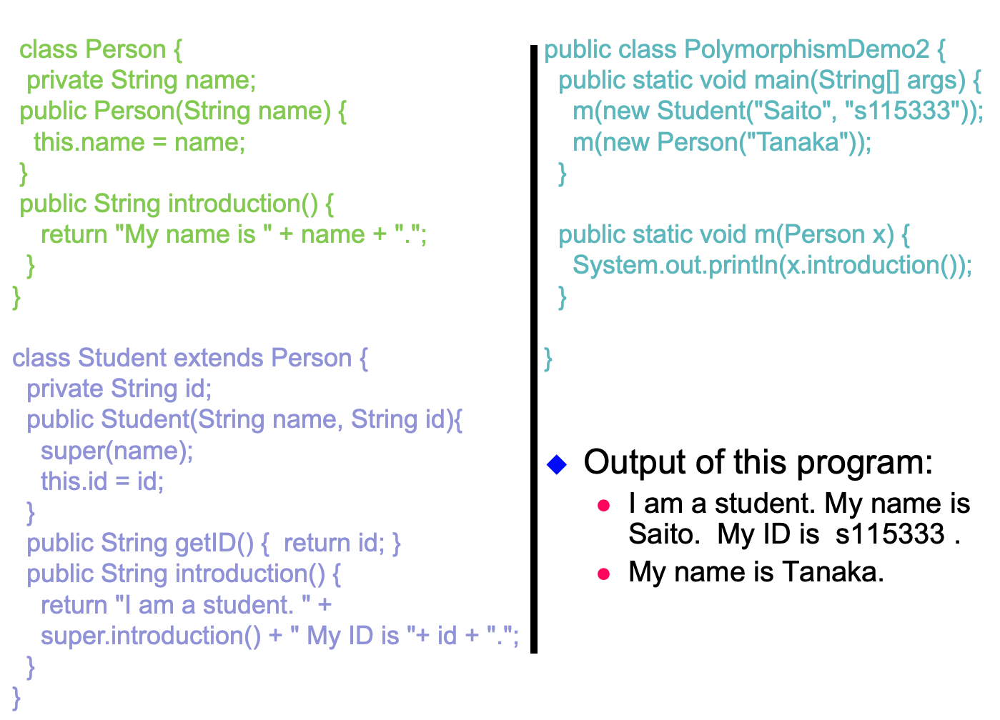 class Person {
private String name;
public Person(String name) {
this.name = name;
}
public String introduction() {
return "My name is " + name + ".";
}
}
class Student extends Person {
private String id;
public Student(String name, String id){
super(name);
this.id = id;
}
public String getID() {  return id; }
public String introduction() {
return "I am a student. " +
super.introduction() + " My ID is "+ id + ".";
}
}
public class PolymorphismDemo2 {
public static void main(String[] args) {
m(new Student("Saito", "s115333"));
m(new Person("Tanaka"));
}
public static void m(Person x) {
System.out.println(x.introduction());
}
}
Output of this program:
I am a student. My name is
Saito.  My ID is  s115333 .
My name is Tanaka.